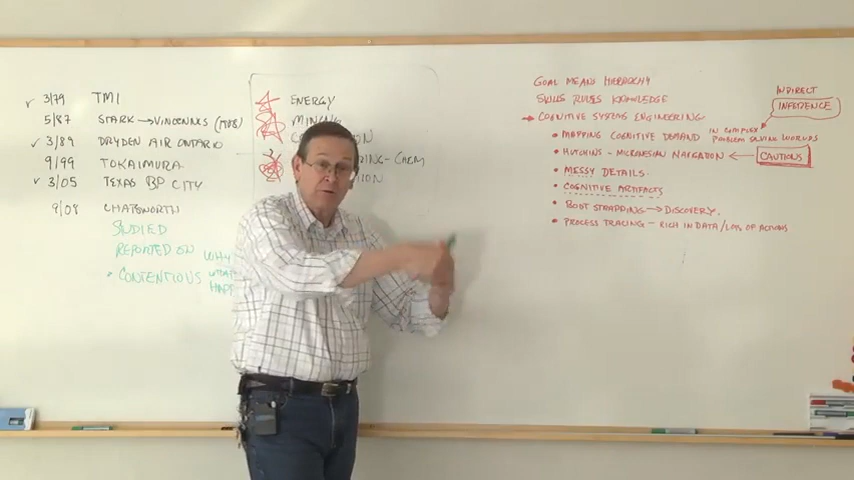 3/79 TMI
5/87 STARK → VINCENNES (1988)
✓ 3/89 DRYDEN AIR ONTARIO
9/99 TOKAIMURA
✓ 3/05 TEXAS BP CITY
9/08 CHATSWORTH
STUDIED
REPORTED ON WHY
• CONTENTIOUS
ENERGY
MINING
- CHEM
GOAL MEANS HIERARCHY
SKILLS RULES KNOWLEDGE
→ COGNITIVE SYSTEMS ENGINEERING
INDIRECT
INFERENCE
• MAPPING COGNITIVE DEMAND IN COMPLEX
PROBLEM SOLVING WORLDS
• HUTCHINS - MICRONESIAN NAVIGATION ← CAUTIONS
• MESSY DETAILS
• COGNITIVE ARTIFACTS
• BOOT STRAPPING → DISCOVERY.
• PROCESS TRACING - RICH IN DATA/LOTS OF ACTIONS